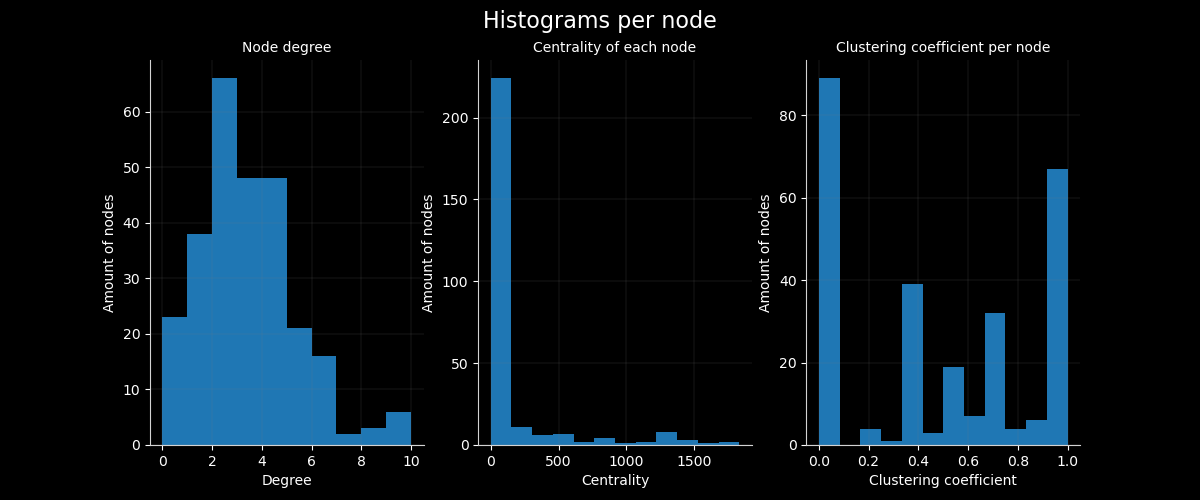 Histograms per node
Node degree
Amount of nodes
60
50
40
30
20
10
0
0 2 4 6 8 10
Degree
Centrality of each node
Amount of nodes
200
150
100
50
0
0 500 1000 1500
Centrality
Clustering coefficient per node
Amount of nodes
80
60
40
20
0
0.0 0.2 0.4 0.6 0.8 1.0
Clustering coefficient